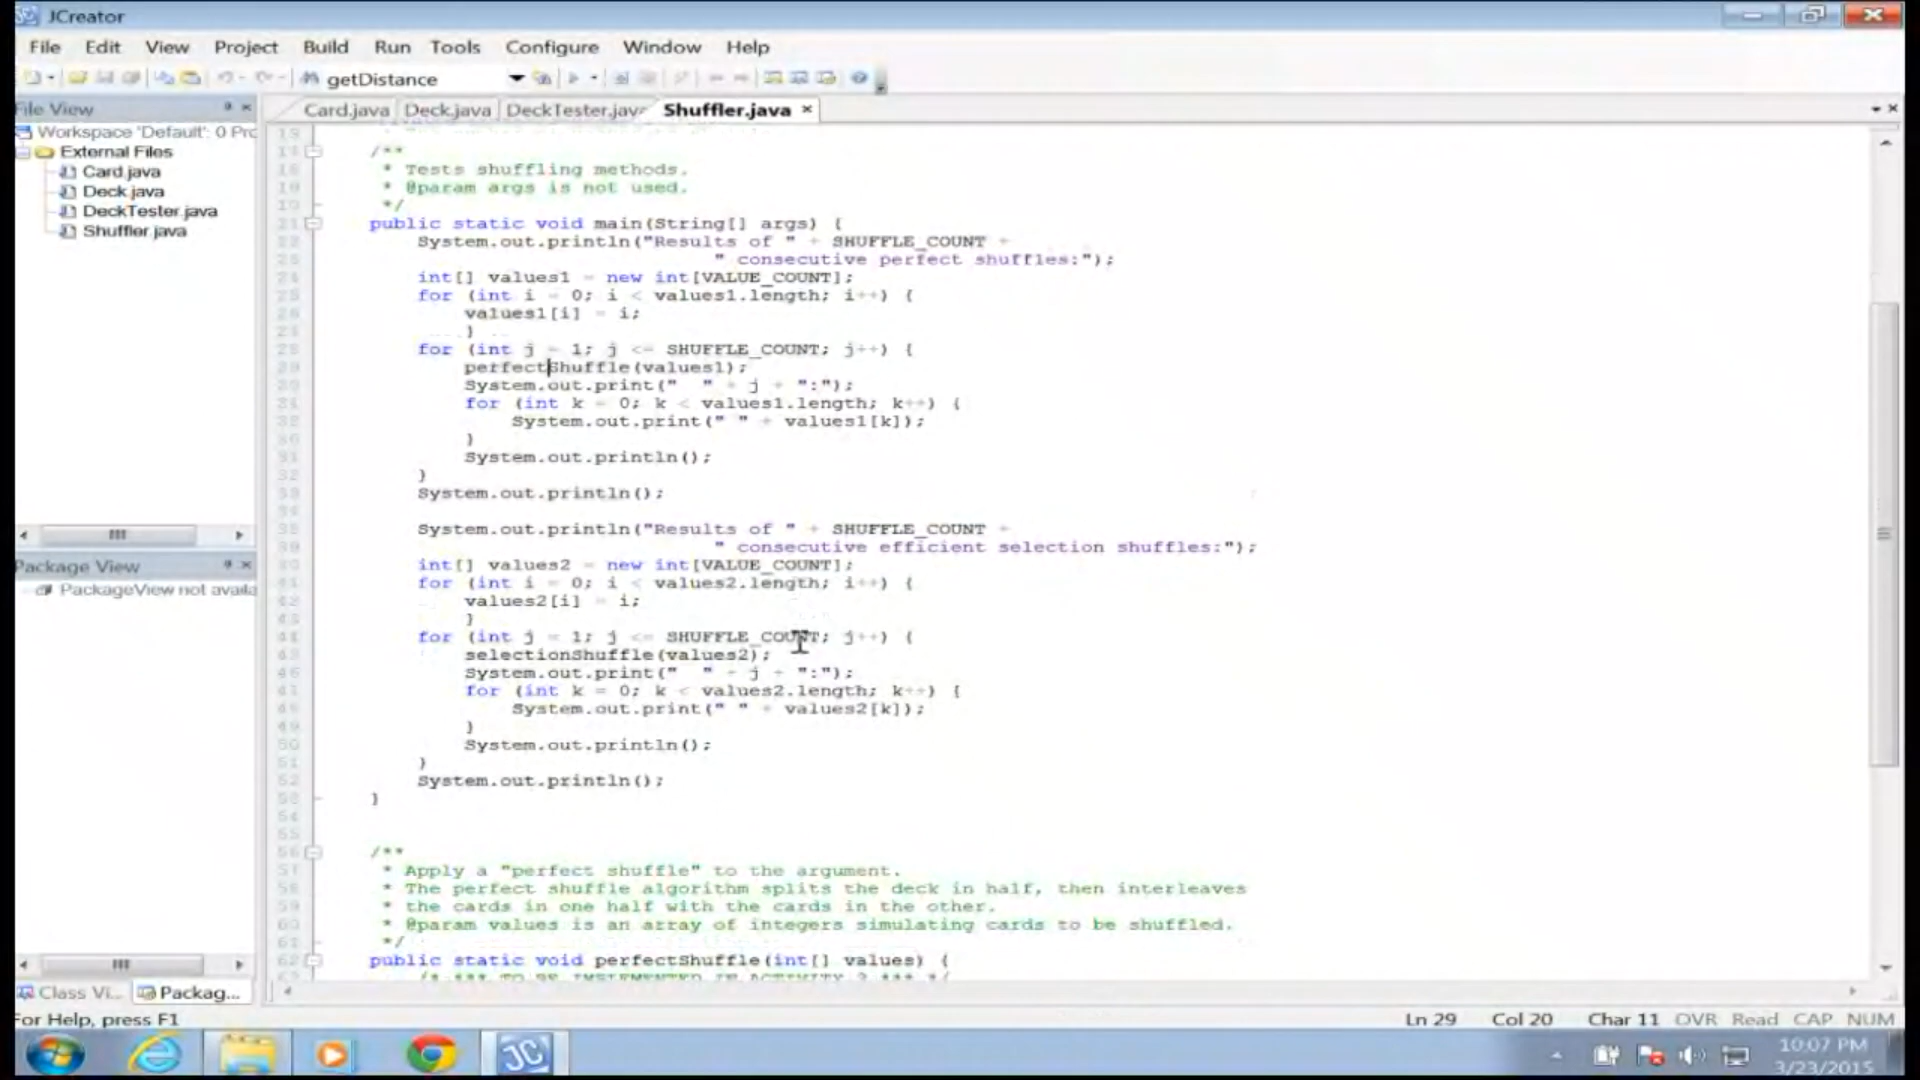 JCreator
File Edit View Project Build Run Tools Configure Window Help
getDistance
File View
Card.java Deck.java DeckTester.java Shuffler.java
Workspace 'Default': 0 Prc
External Files
Card.java
Deck.java
DeckTester.java
Shuffler.java
Package View
PackageView not availa
/**
* Tests shuffling methods.
* @param args is not used.
*/
public static void main(String[] args) {
System.out.println("Results of " + SHUFFLE_COUNT +
" consecutive perfect shuffles:");
int[] values1 = new int[VALUE_COUNT];
for (int i = 0; i < values1.length; i++) {
values1[i] = i;
}
for (int j = 1; j <= SHUFFLE_COUNT; j++) {
perfectShuffle(values1);
System.out.print("  " + j + ":");
for (int k = 0; k < values1.length; k++) {
System.out.print(" " + values1[k]);
}
System.out.println();
}
System.out.println();
System.out.println("Results of " + SHUFFLE_COUNT +
" consecutive efficient selection shuffles:");
int[] values2 = new int[VALUE_COUNT];
for (int i = 0; i < values2.length; i++) {
values2[i] = i;
}
for (int j = 1; j <= SHUFFLE_COUNT; j++) {
selectionShuffle(values2);
System.out.print("  " + j + ":");
for (int k = 0; k < values2.length; k++) {
System.out.print(" " + values2[k]);
}
System.out.println();
}
System.out.println();
}
/**
* Apply a "perfect shuffle" to the argument.
* The perfect shuffle algorithm splits the deck in half, then interleaves
* the cards in one half with the cards in the other.
* @param values is an array of integers simulating cards to be shuffled.
*/
public static void perfectShuffle(int[] values) {
/* *** TO BE IMPLEMENTED IN ACTIVITY 3 *** */
Class Vi... Packag...
For Help, press F1
Ln 29 Col 20 Char 11 OVR Read CAP NUM
10:07 PM
3/23/2015